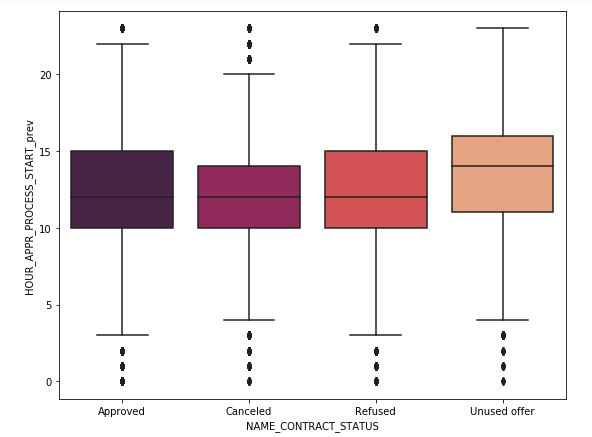 HOUR_APPR_PROCESS_START_prev
20
15
10
5
0
Approved Canceled Refused Unused offer
NAME_CONTRACT_STATUS